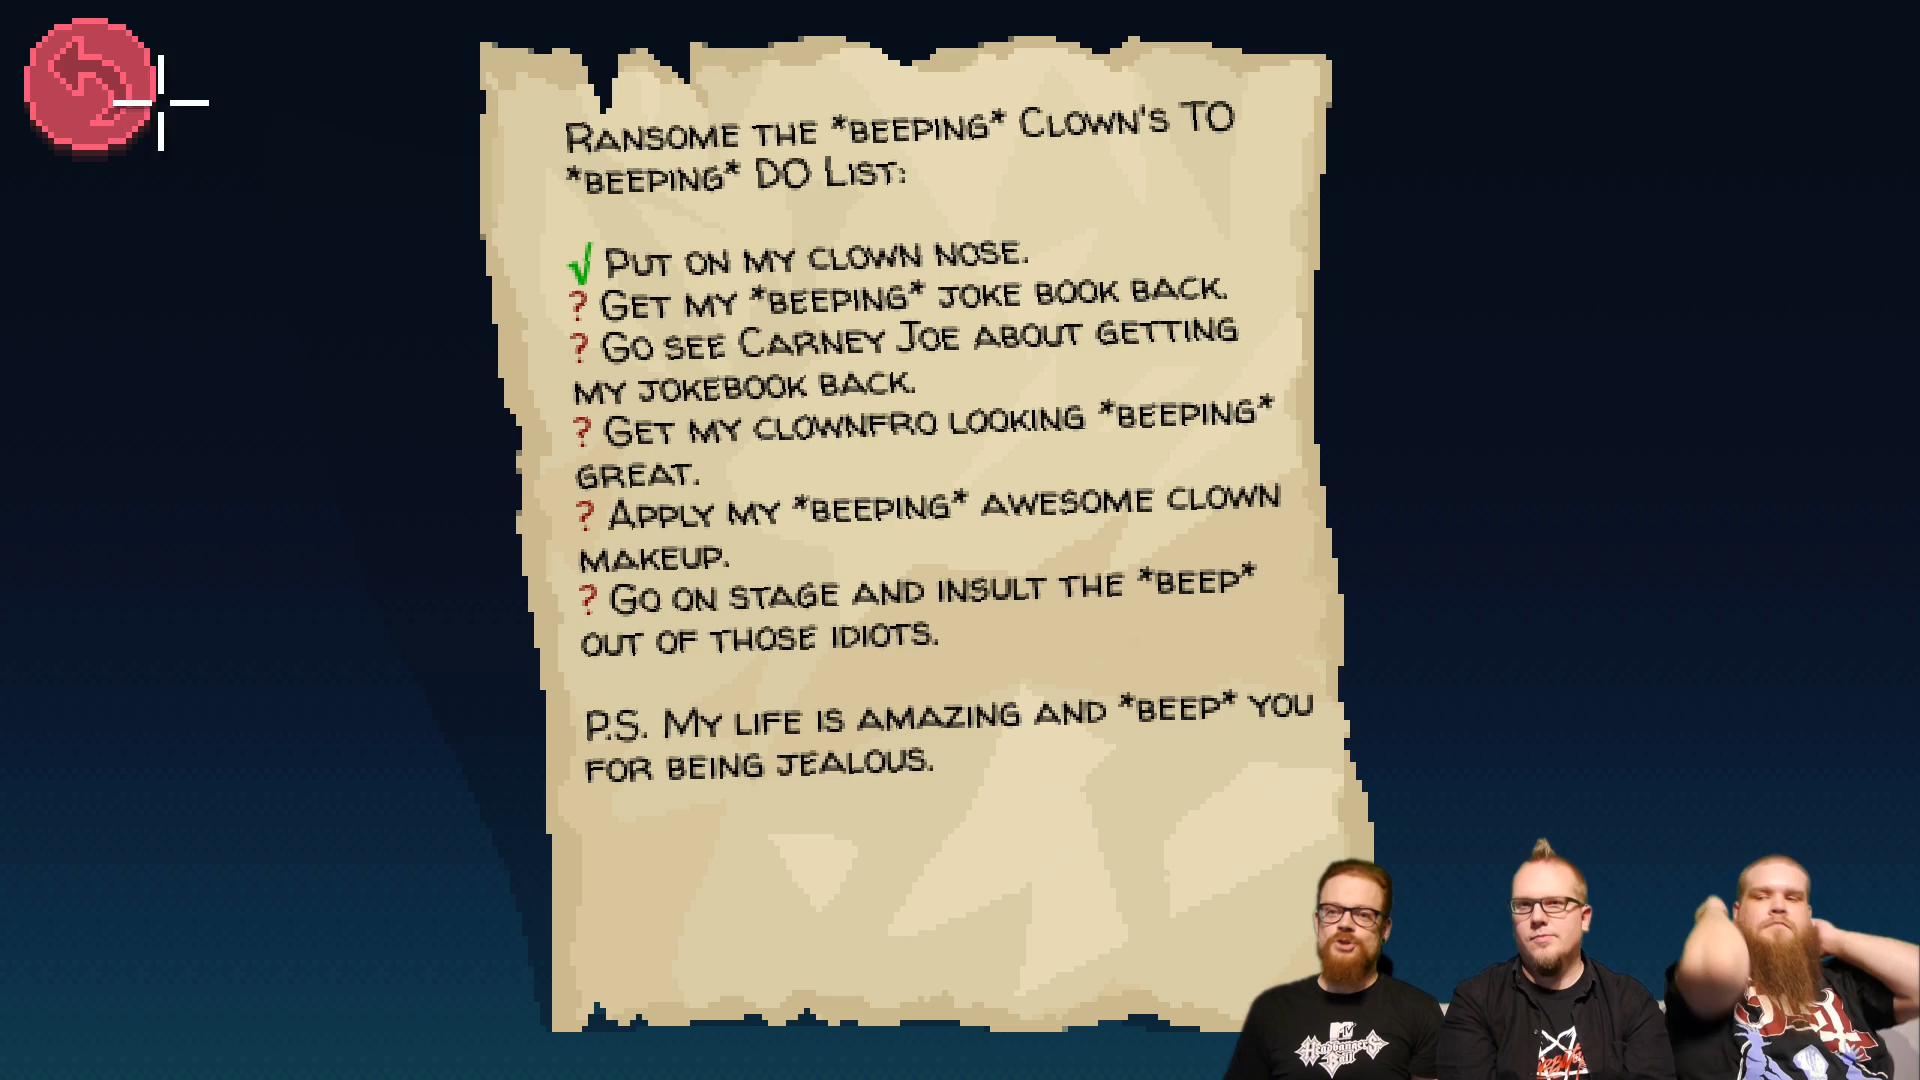 Ransome the *beeping* Clown's TO
*beeping* DO List:
√ Put on my clown nose.
? Get my *beeping* joke book back.
? Go see Carney Joe about getting
my jokebook back.
? Get my clownfro looking *beeping*
great.
? Apply my *beeping* awesome clown
makeup.
? Go on stage and insult the *beep*
out of those idiots.
P.S. My life is amazing and *beep* you
for being jealous.
MTV
Headbangers
Ball